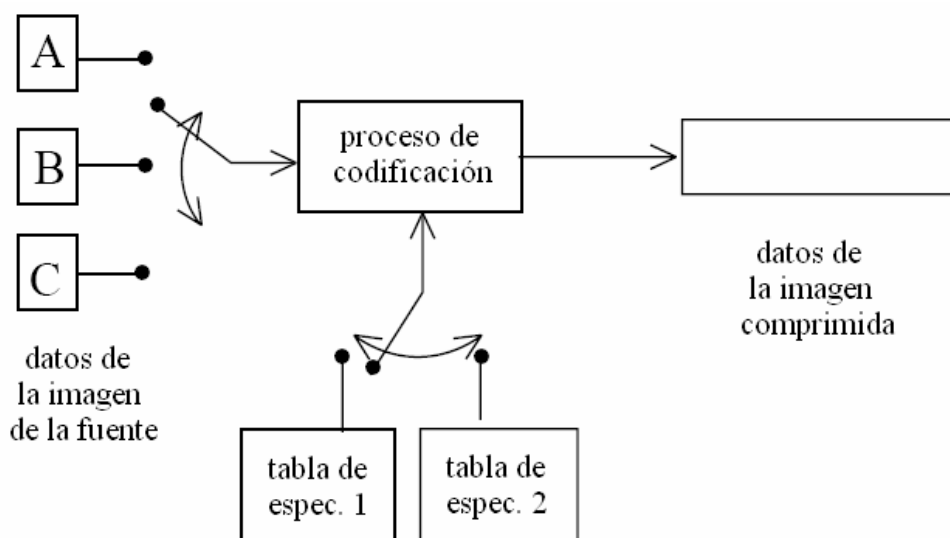 A
B
C
datos de
la imagen
de la fuente
proceso de
codificación
tabla de
espec. 1
tabla de
espec. 2
datos de
la imagen
comprimida